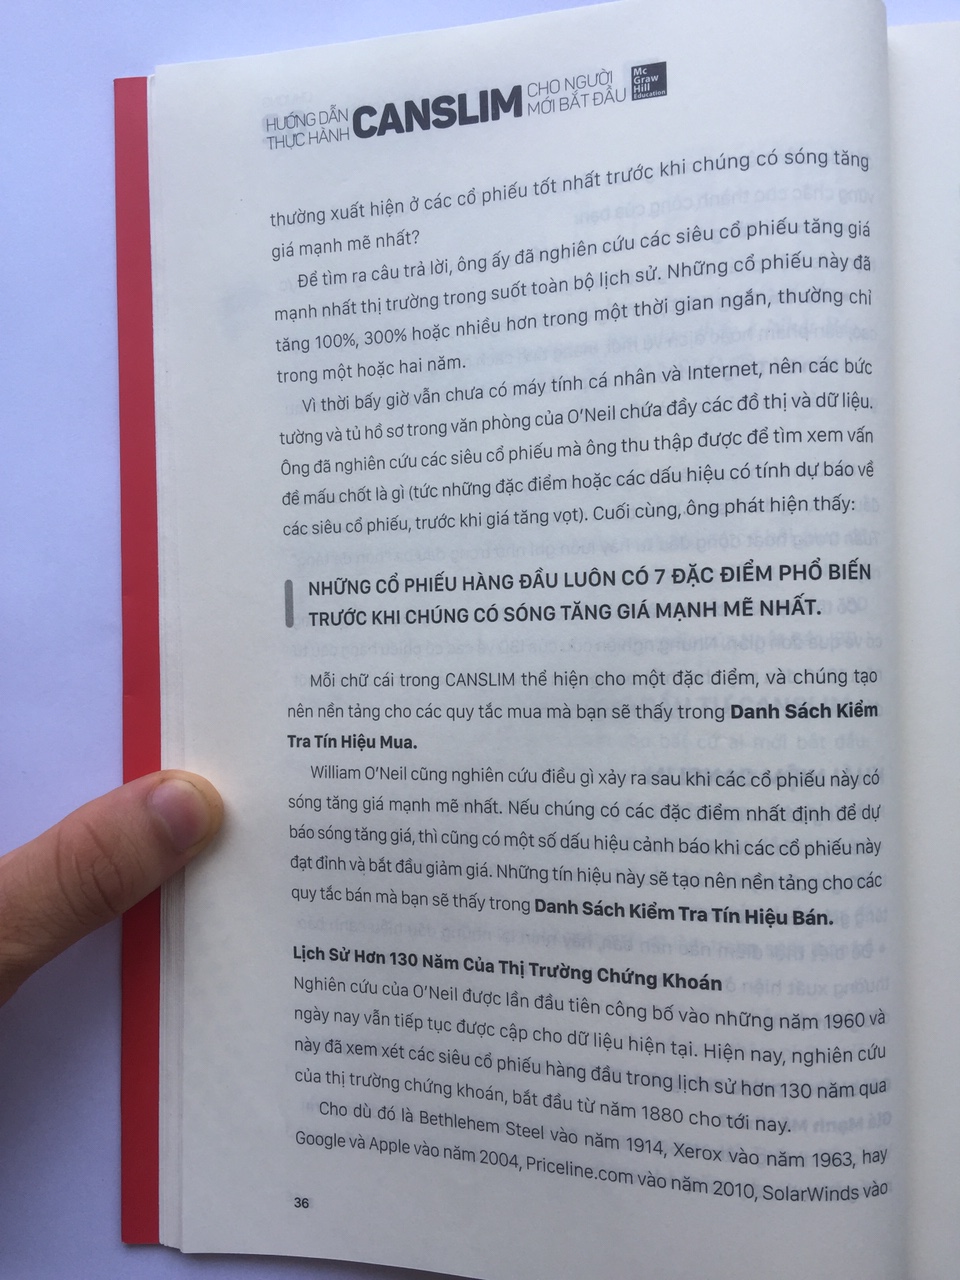 HƯỚNG DẪN
THỰC HÀNH
CANSLIM
CHO NGƯỜI
MỚI BẮT ĐẦU
Mc
Graw
Hill
Education
thường xuất hiện ở các cổ phiếu tốt nhất trước khi chúng có sóng tăng
giá mạnh mẽ nhất?
Để tìm ra câu trả lời, ông ấy đã nghiên cứu các siêu cổ phiếu tăng giá
mạnh nhất thị trường trong suốt toàn bộ lịch sử. Những cổ phiếu này đã
tăng 100%, 300% hoặc nhiều hơn trong một thời gian ngắn, thường chỉ
trong một hoặc hai năm.
Vì thời bấy giờ vẫn chưa có máy tính cá nhân và Internet, nên các bức
tường và tủ hồ sơ trong văn phòng của O’Neil chứa đầy các đồ thị và dữ liệu.
Ông đã nghiên cứu các siêu cổ phiếu mà ông thu thập được để tìm xem vấn
đề mấu chốt là gì (tức những đặc điểm hoặc các dấu hiệu có tính dự báo về
các siêu cổ phiếu, trước khi giá tăng vọt). Cuối cùng, ông phát hiện thấy:
NHỮNG CỔ PHIẾU HÀNG ĐẦU LUÔN CÓ 7 ĐẶC ĐIỂM PHỔ BIẾN
TRƯỚC KHI CHÚNG CÓ SÓNG TĂNG GIÁ MẠNH MẼ NHẤT.
Mỗi chữ cái trong CANSLIM thể hiện cho một đặc điểm, và chúng tạo
nên nền tảng cho các quy tắc mua mà bạn sẽ thấy trong Danh Sách Kiểm
Tra Tín Hiệu Mua.
William O’Neil cũng nghiên cứu điều gì xảy ra sau khi các cổ phiếu này có
sóng tăng giá mạnh mẽ nhất. Nếu chúng có các đặc điểm nhất định để dự
báo sóng tăng giá, thì cũng có một số dấu hiệu cảnh báo khi các cổ phiếu này
đạt đỉnh và bắt đầu giảm giá. Những tín hiệu này sẽ tạo nên nền tảng cho các
quy tắc bán mà bạn sẽ thấy trong Danh Sách Kiểm Tra Tín Hiệu Bán.
Lịch Sử Hơn 130 Năm Của Thị Trường Chứng Khoán
Nghiên cứu của O’Neil được lần đầu tiên công bố vào những năm 1960 và
ngày nay vẫn tiếp tục được cập cho dữ liệu hiện tại. Hiện nay, nghiên cứu
này đã xem xét các siêu cổ phiếu hàng đầu trong lịch sử hơn 130 năm qua
của thị trường chứng khoán, bắt đầu từ năm 1880 cho tới nay.
Cho dù đó là Bethlehem Steel vào năm 1914, Xerox vào năm 1963, hay
Google và Apple vào năm 2004, Priceline.com vào năm 2010, SolarWinds vào
36